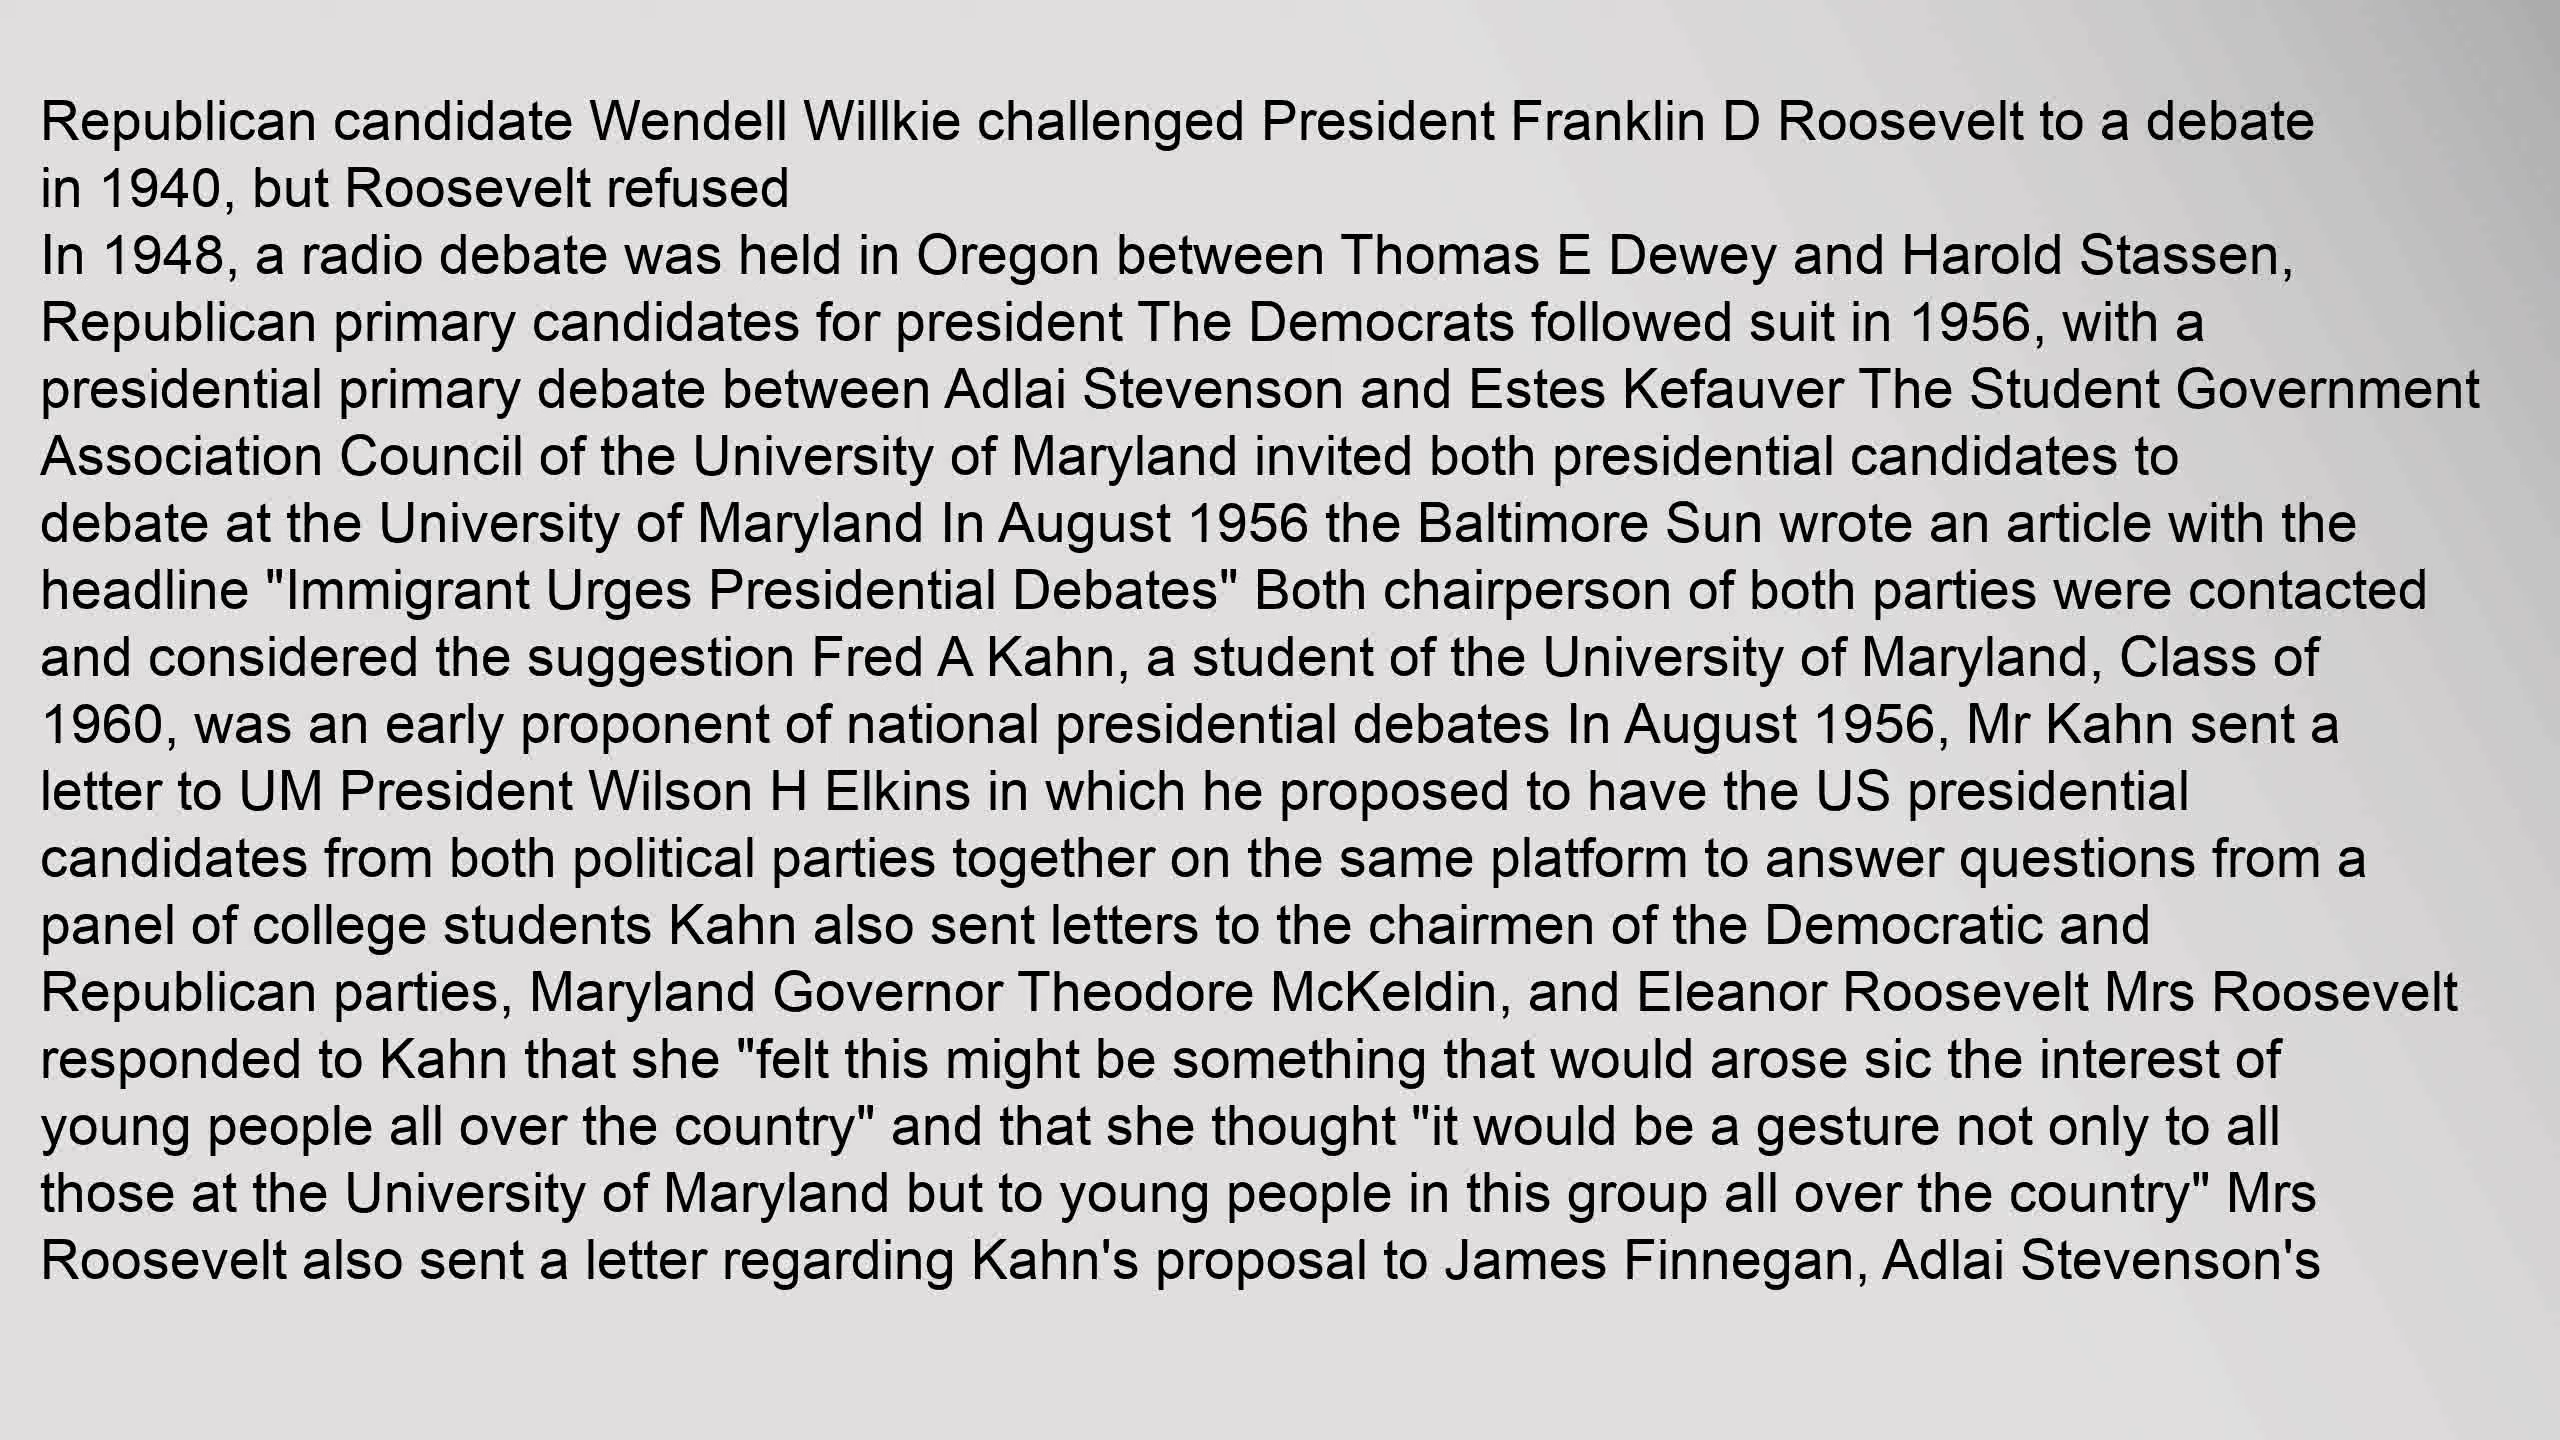 Republican candidate Wendell Willkie challenged President Franklin D Roosevelt to a debate
in 1940, but Roosevelt refused
In 1948, a radio debate was held in Oregon between Thomas E Dewey and Harold Stassen,
Republican primary candidates for president The Democrats followed suit in 1956, with a
presidential primary debate between Adlai Stevenson and Estes Kefauver The Student Government
Association Council of the University of Maryland invited both presidential candidates to
debate at the University of Maryland In August 1956 the Baltimore Sun wrote an article with the
headline "Immigrant Urges Presidential Debates" Both chairperson of both parties were contacted
and considered the suggestion Fred A Kahn, a student of the University of Maryland, Class of
1960, was an early proponent of national presidential debates In August 1956, Mr Kahn sent a
letter to UM President Wilson H Elkins in which he proposed to have the US presidential
candidates from both political parties together on the same platform to answer questions from a
panel of college students Kahn also sent letters to the chairmen of the Democratic and
Republican parties, Maryland Governor Theodore McKeldin, and Eleanor Roosevelt Mrs Roosevelt
responded to Kahn that she "felt this might be something that would arose sic the interest of
young people all over the country" and that she thought "it would be a gesture not only to all
those at the University of Maryland but to young people in this group all over the country" Mrs
Roosevelt also sent a letter regarding Kahn's proposal to James Finnegan, Adlai Stevenson's